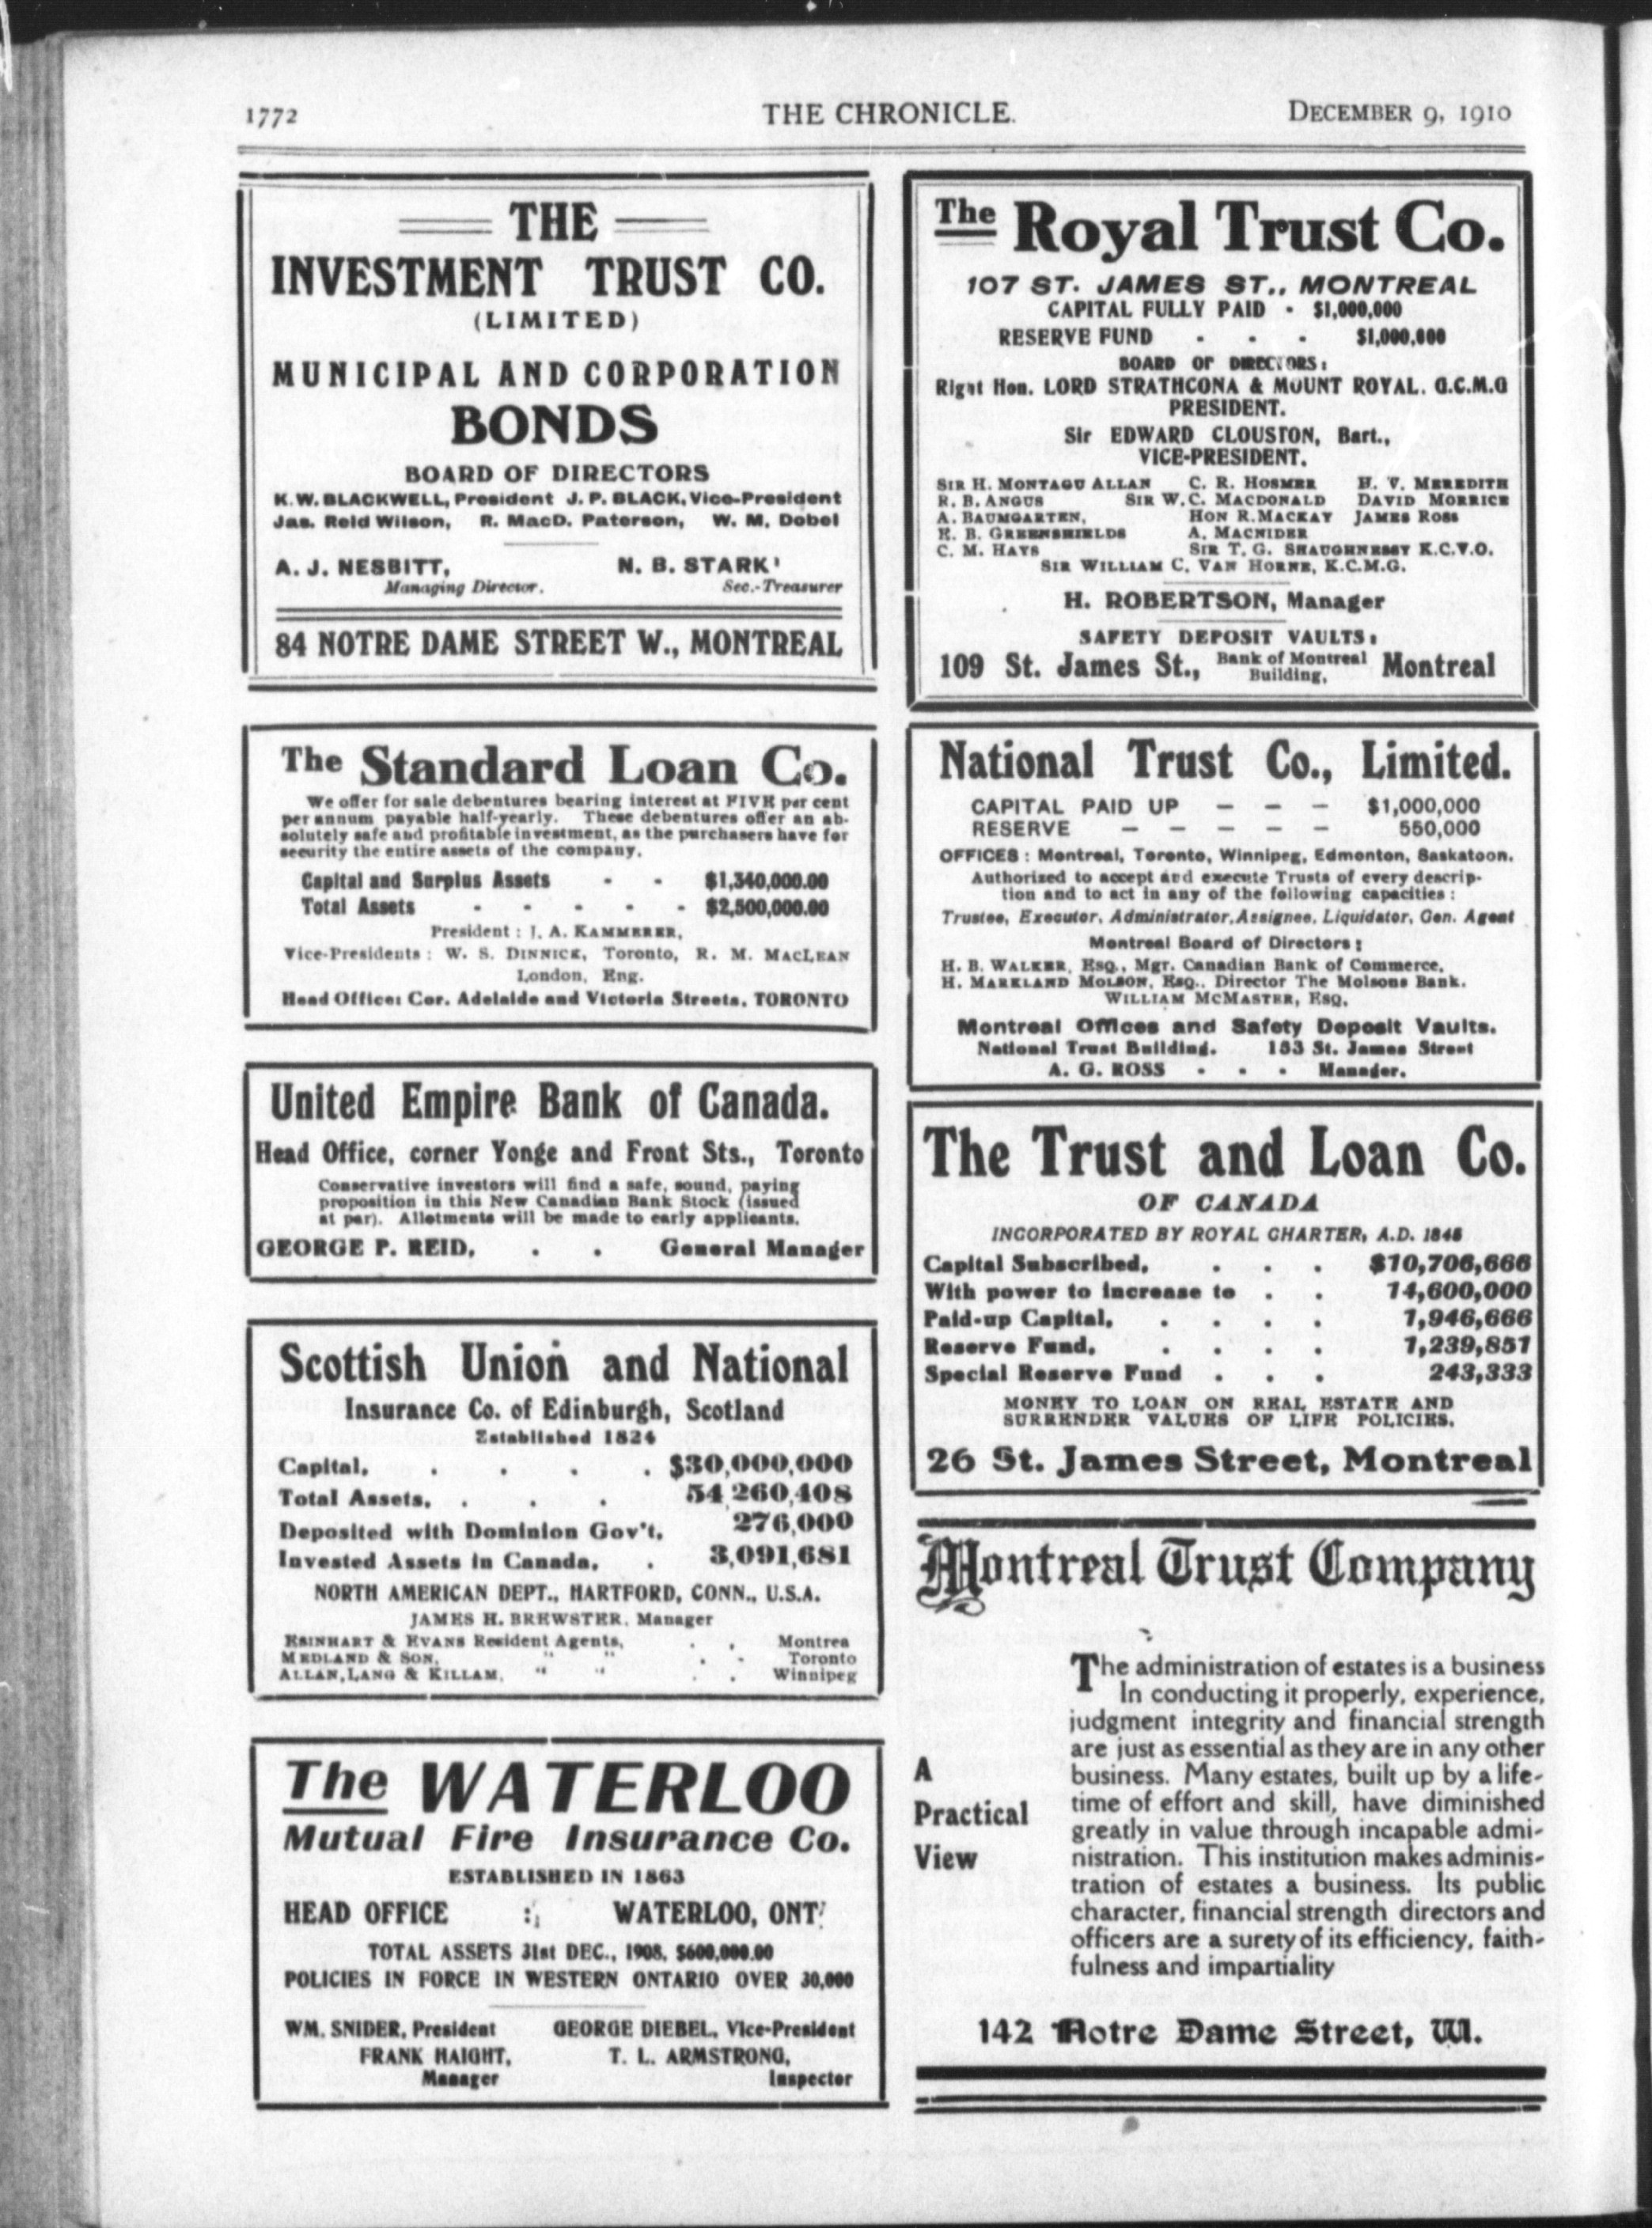 1772
THE CHRONICLE.
DECEMBER 9, 1910
THE
INVESTMENT TRUST CO.
(LIMITED)
MUNICIPAL AND CORPORATION
BONDS
BOARD OF DIRECTORS
K. W. BLACKWELL, President J. P. BLACK, Vice-President
Jas. Reid Wilson, R. MacD. Paterson, W. M. Dobel
A. J. NESBITT, N. B. STARK
Managing Director. Sec.-Treasurer
84 NOTRE DAME STREET W., MONTREAL
The Standard Loan Co.
We offer for sale debentures bearing interest at FIVE per cent
per annum payable half-yearly. These debentures offer an ab-
solutely safe and profitable investment, as the purchasers have for
security the entire assets of the company.
Capital and Surplus Assets - - $1,340,000.00
Total Assets - - - - - $2,500,000.00
President : J. A. KAMMERER,
Vice-Presidents : W. S. DINNICK, Toronto, R. M. MACLEAN
London, Eng.
Head Office: Cor. Adelaide and Victoria Streets, TORONTO
United Empire Bank of Canada.
Head Office, corner Yonge and Front Sts., Toronto
Conservative investors will find a safe, sound, paying
proposition in this New Canadian Bank Stock (issued
at par). Allotments will be made to early applicants.
GEORGE P. REID, . . General Manager
Scottish Union and National
Insurance Co. of Edinburgh, Scotland
Established 1824
Capital, . . . . $30,000,000
Total Assets, . . . 54,260,408
Deposited with Dominion Gov't, 276,000
Invested Assets in Canada, . 3,091,681
NORTH AMERICAN DEPT., HARTFORD, CONN., U.S.A.
JAMES H. BREWSTER, Manager
ESINHART & EVANS Resident Agents, . . Montrea
MEDLAND & SON, " " . . Toronto
ALLAN, LANG & KILLAM, " " . . Winnipeg
The WATERLOO
Mutual Fire Insurance Co.
ESTABLISHED IN 1863
HEAD OFFICE : WATERLOO, ONT
TOTAL ASSETS 31st DEC., 1908, $600,000.00
POLICIES IN FORCE IN WESTERN ONTARIO OVER 30,000
WM. SNIDER, President GEORGE DIEBEL, Vice-President
FRANK HAIGHT, T. L. ARMSTRONG,
Manager Inspector
The Royal Trust Co.
107 ST. JAMES ST., MONTREAL
CAPITAL FULLY PAID - $1,000,000
RESERVE FUND - - - $1,000,000
BOARD OF DIRECTORS:
Right Hon. LORD STRATHCONA & MOUNT ROYAL. G.C.M.G
PRESIDENT.
Sir EDWARD CLOUSTON, Bart.,
VICE-PRESIDENT.
SIR H. MONTAGU ALLAN C. R. HOSMER H. V. MEREDITH
R. B. ANGUS SIR W. C. MACDONALD DAVID MORRICE
A. BAUMGARTEN, HON R. MACKAY JAMES ROSS
E. B. GREENSHIELDS A. MACNIDER
C. M. HAYS SIR T. G. SHAUGHNESSY K.C.V.O.
SIR WILLIAM C. VAN HORNE, K.C.M.G.
H. ROBERTSON, Manager
SAFETY DEPOSIT VAULTS:
109 St. James St., Bank of Montreal Building, Montreal
National Trust Co., Limited.
CAPITAL PAID UP - - - $1,000,000
RESERVE - - - - - 550,000
OFFICES : Montreal, Toronto, Winnipeg, Edmonton, Saskatoon.
Authorized to accept and execute Trusts of every descrip-
tion and to act in any of the following capacities :
Trustee, Executor, Administrator, Assignee, Liquidator, Gen. Agent
Montreal Board of Directors :
H. B. WALKER, ESQ., Mgr. Canadian Bank of Commerce.
H. MARKLAND MOLSON, ESQ., Director The Molsons Bank.
WILLIAM MCMASTER, ESQ.
Montreal Offices and Safety Deposit Vaults.
National Trust Building. 153 St. James Street
A. G. ROSS - - - Manager.
The Trust and Loan Co.
OF CANADA
INCORPORATED BY ROYAL CHARTER, A.D. 1845
Capital Subscribed, . . . $10,706,666
With power to increase to . . 14,600,000
Paid-up Capital, . . . . 1,946,666
Reserve Fund, . . . . 1,239,851
Special Reserve Fund . . . 243,333
MONEY TO LOAN ON REAL ESTATE AND
SURRENDER VALUES OF LIFE POLICIES.
26 St. James Street, Montreal
Montreal Trust Company
A
Practical
View
The administration of estates is a business
In conducting it properly, experience,
judgment integrity and financial strength
are just as essential as they are in any other
business. Many estates, built up by a life-
time of effort and skill, have diminished
greatly in value through incapable admi-
nistration. This institution makes adminis-
tration of estates a business. Its public
character, financial strength directors and
officers are a surety of its efficiency, faith-
fulness and impartiality
142 Notre Dame Street, W.